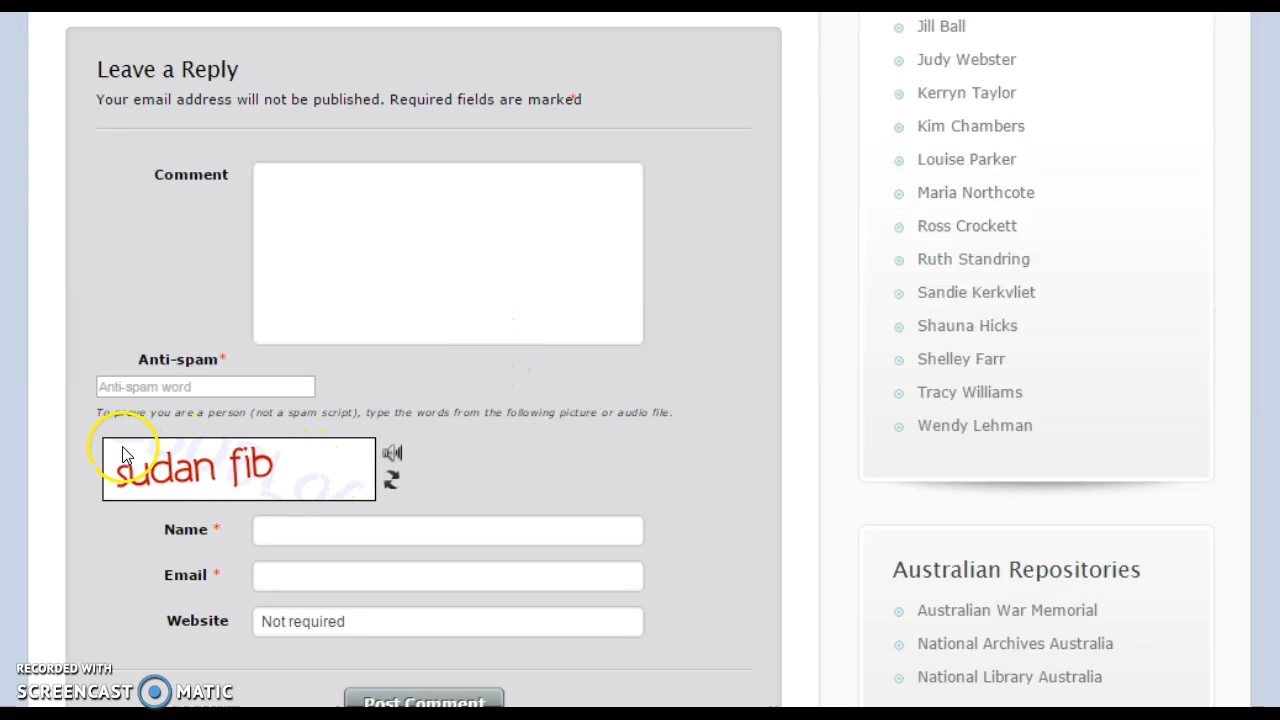 Leave a Reply
Your email address will not be published. Required fields are marked*
Comment
Anti-spam*
Anti-spam word
To prove you are a person (not a spam script), type the words from the following picture or audio file.
sudan fib
Name *
Email *
Website
Not required
Post Comment
RECORDED WITH
SCREENCAST MATIC
Jill Ball
Judy Webster
Kerryn Taylor
Kim Chambers
Louise Parker
Maria Northcote
Ross Crockett
Ruth Standring
Sandie Kerkvliet
Shauna Hicks
Shelley Farr
Tracy Williams
Wendy Lehman
Australian Repositories
Australian War Memorial
National Archives Australia
National Library Australia